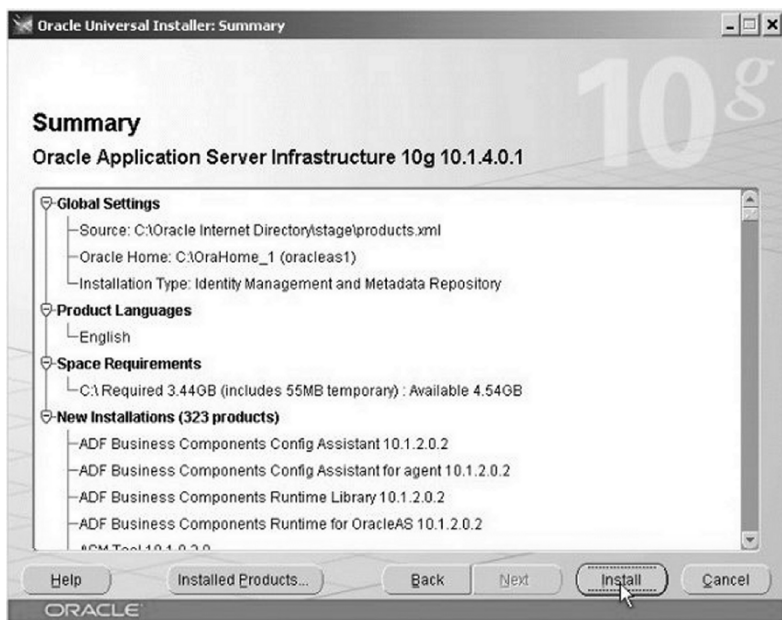 Oracle Universal Installer: Summary
10g
Summary
Oracle Application Server Infrastructure 10g 10.1.4.0.1
Global Settings
Source: C:\Oracle Internet Directory\stage\products.xml
Oracle Home: C:\OraHome_1 (oracleas1)
Installation Type: Identity Management and Metadata Repository
Product Languages
English
Space Requirements
C:\ Required 3.44GB (includes 55MB temporary) : Available 4.54GB
New Installations (323 products)
ADF Business Components Config Assistant 10.1.2.0.2
ADF Business Components Config Assistant for agent 10.1.2.0.2
ADF Business Components Runtime Library 10.1.2.0.2
ADF Business Components Runtime for OracleAS 10.1.2.0.2
Help Installed Products... Back Next Install Cancel
ORACLE